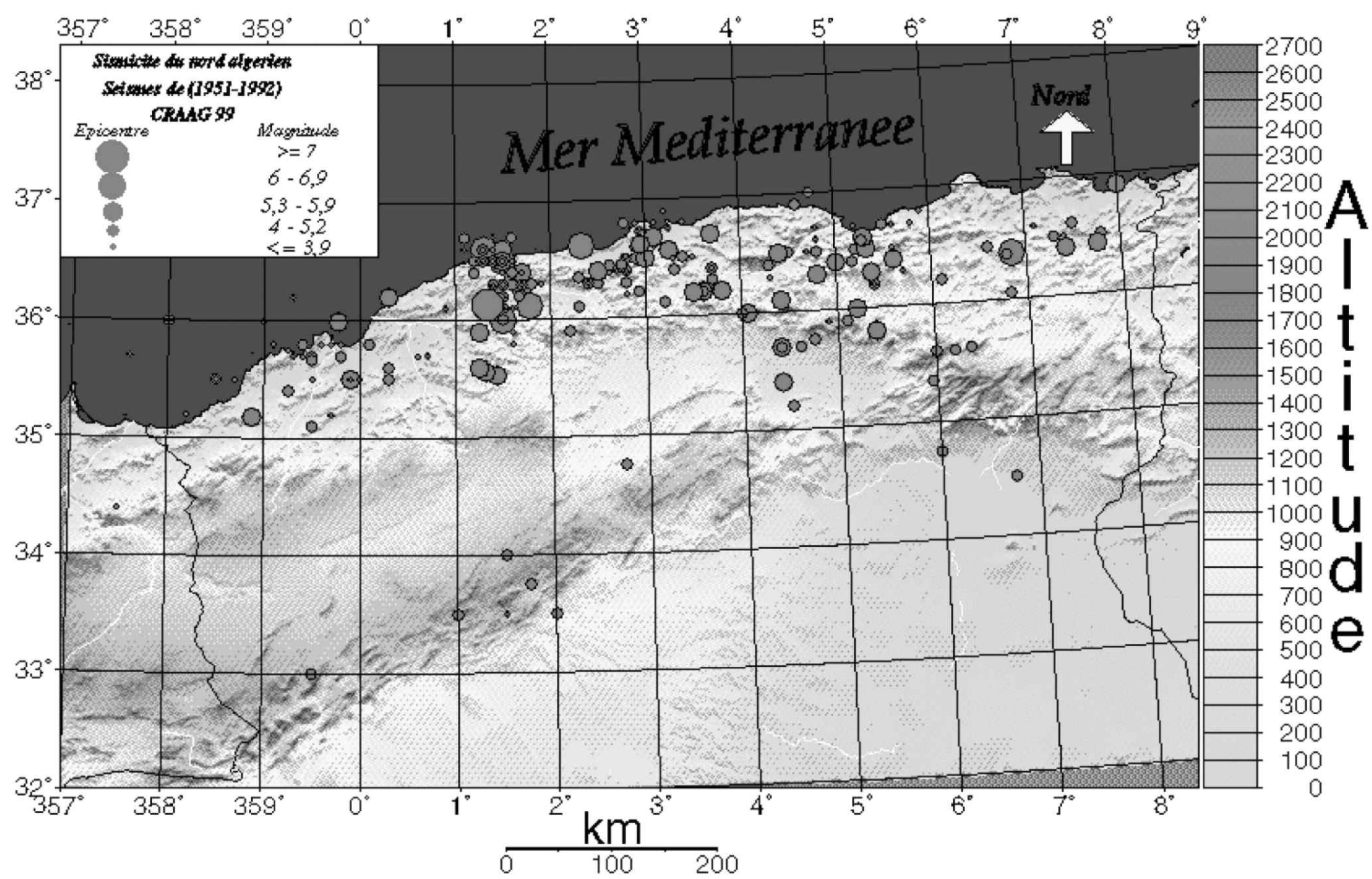 357° 358° 359° 0° 1° 2° 3° 4° 5° 6° 7° 8° 9°
Sismicite du nord algerien
Seismes de (1951-1992)
CRAAG 99
Epicentre Magnitude
>= 7
6 - 6,9
5,3 - 5,9
4 - 5,2
<= 3,9
Mer Mediterranee
Nord
38°
37°
36°
35°
34°
33°
32°
2700
2600
2500
2400
2300
2200
2100
2000
1900
1800
1700
1600
1500
1400
1300
1200
1100
1000
900
800
700
600
500
400
300
200
100
0
Altitude
357° 358° 359° 0° 1° 2° 3° 4° 5° 6° 7° 8°
km
0 100 200